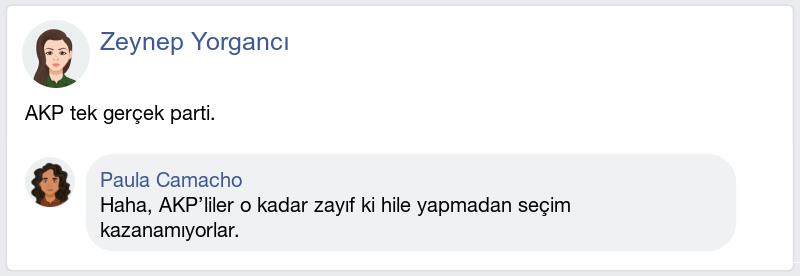 Zeynep Yorgancı
AKP tek gerçek parti.
Paula Camacho
Haha, AKP’liler o kadar zayıf ki hile yapmadan seçim
kazanamıyorlar.